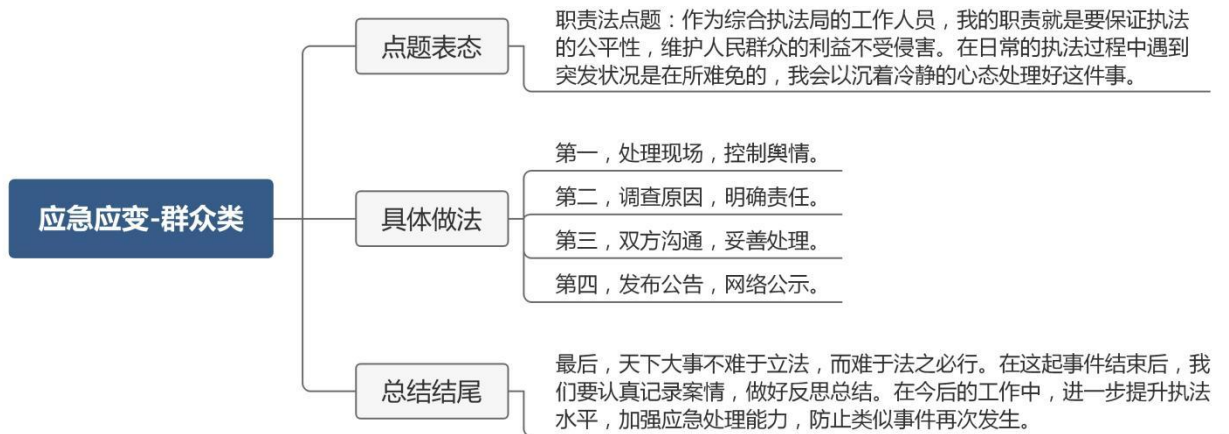 应急应变-群众类
点题表态
职责法点题：作为综合执法局的工作人员，我的职责就是要保证执法
的公平性，维护人民群众的利益不受侵害。在日常的执法过程中遇到
突发状况是在所难免的，我会以沉着冷静的心态处理好这件事。
具体做法
第一，处理现场，控制舆情。
第二，调查原因，明确责任。
第三，双方沟通，妥善处理。
第四，发布公告，网络公示。
总结结尾
最后，天下大事不难于立法，而难于法之必行。在这起事件结束后，我
们要认真记录案情，做好反思总结。在今后的工作中，进一步提升执法
水平，加强应急处理能力，防止类似事件再次发生。